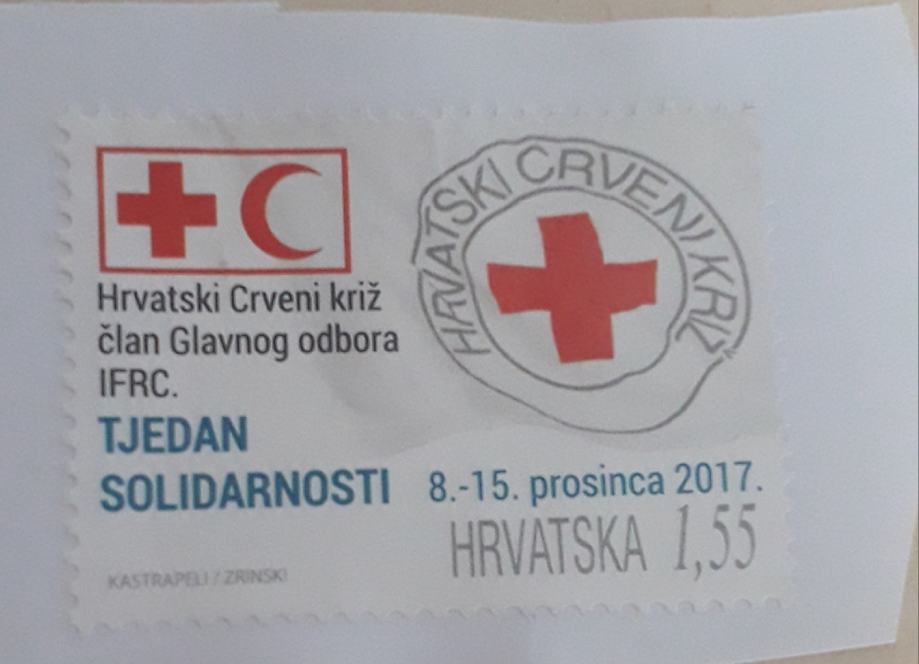 HRVATSKI CRVENI KRIŽ
Hrvatski Crveni križ
član Glavnog odbora
IFRC.
TJEDAN
SOLIDARNOSTI
8.-15. prosinca 2017.
HRVATSKA 1,55
KASTRAPELI / ZRINSKI